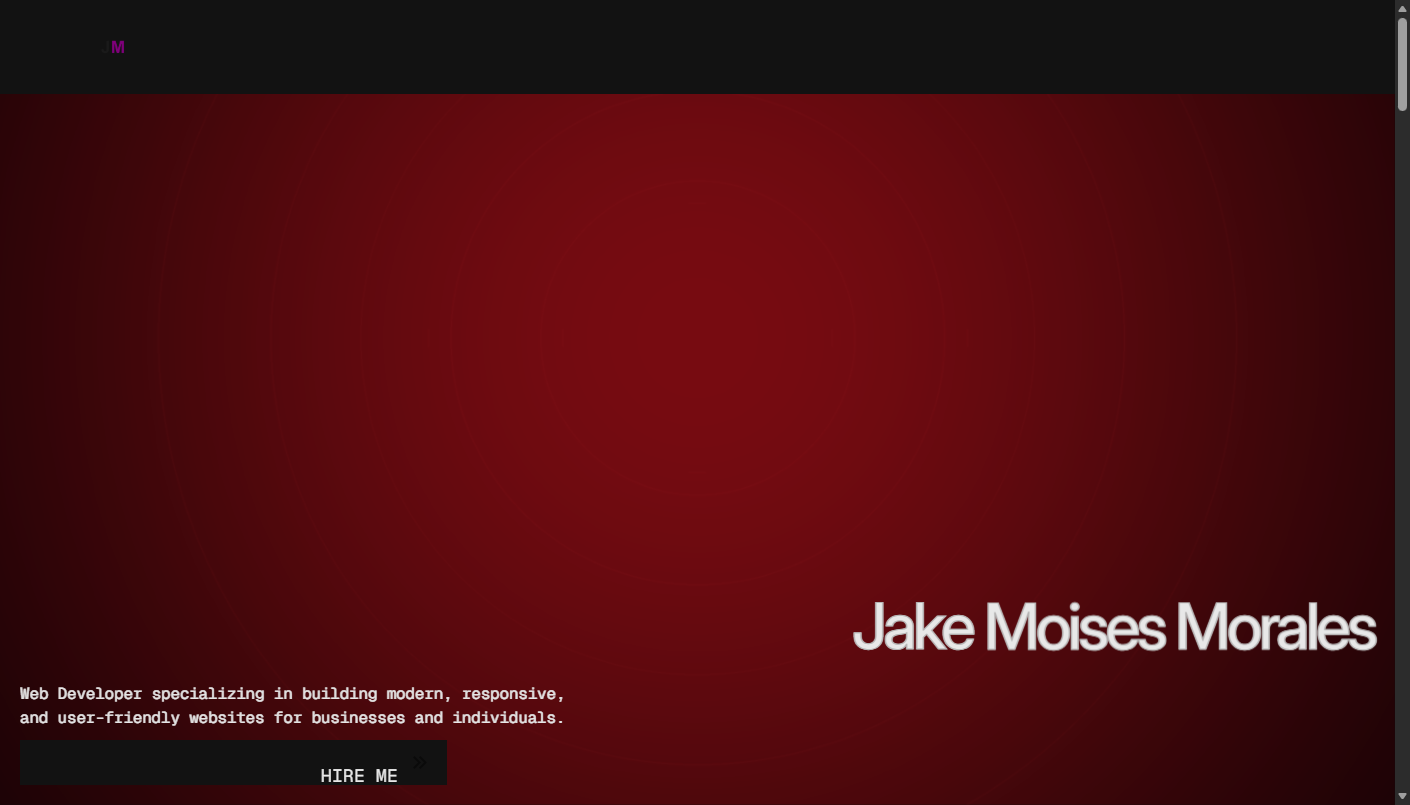 JM
Jake Moises Morales
Web Developer specializing in building modern, responsive,
and user-friendly websites for businesses and individuals.
HIRE ME »